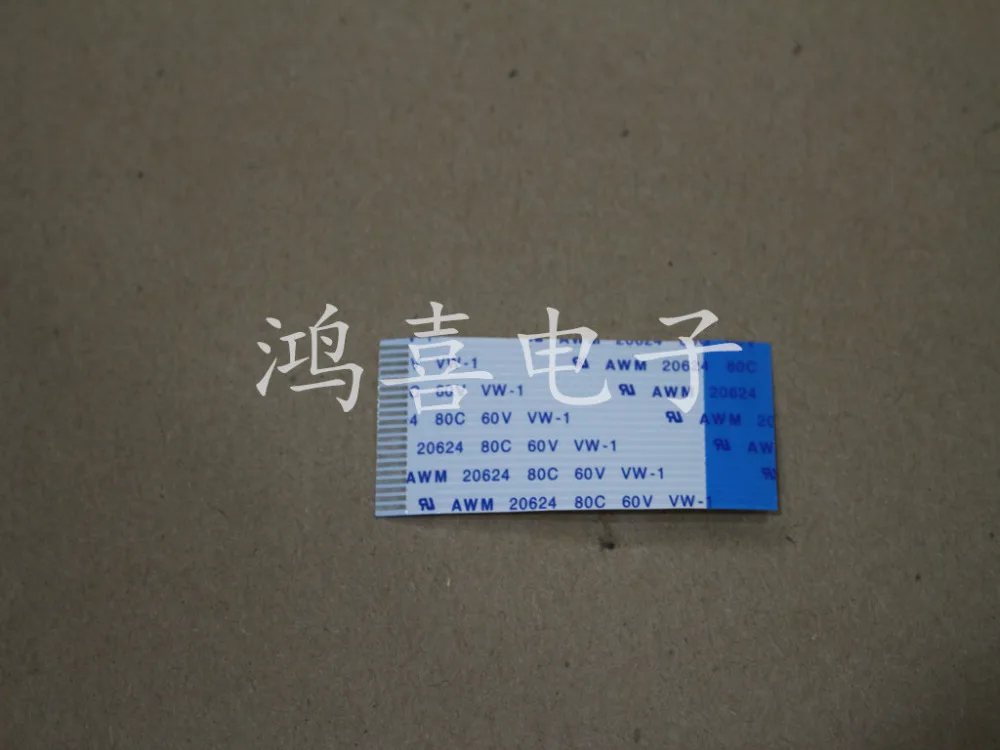 鸿喜电子
20624
VW-1 AWM 20624 80C
60V VW-1 AWM 20624
4 80C 60V VW-1 AWM 20
20624 80C 60V VW-1 AW
AWM 20624 80C 60V VW-1
AWM 20624 80C 60V VW-1